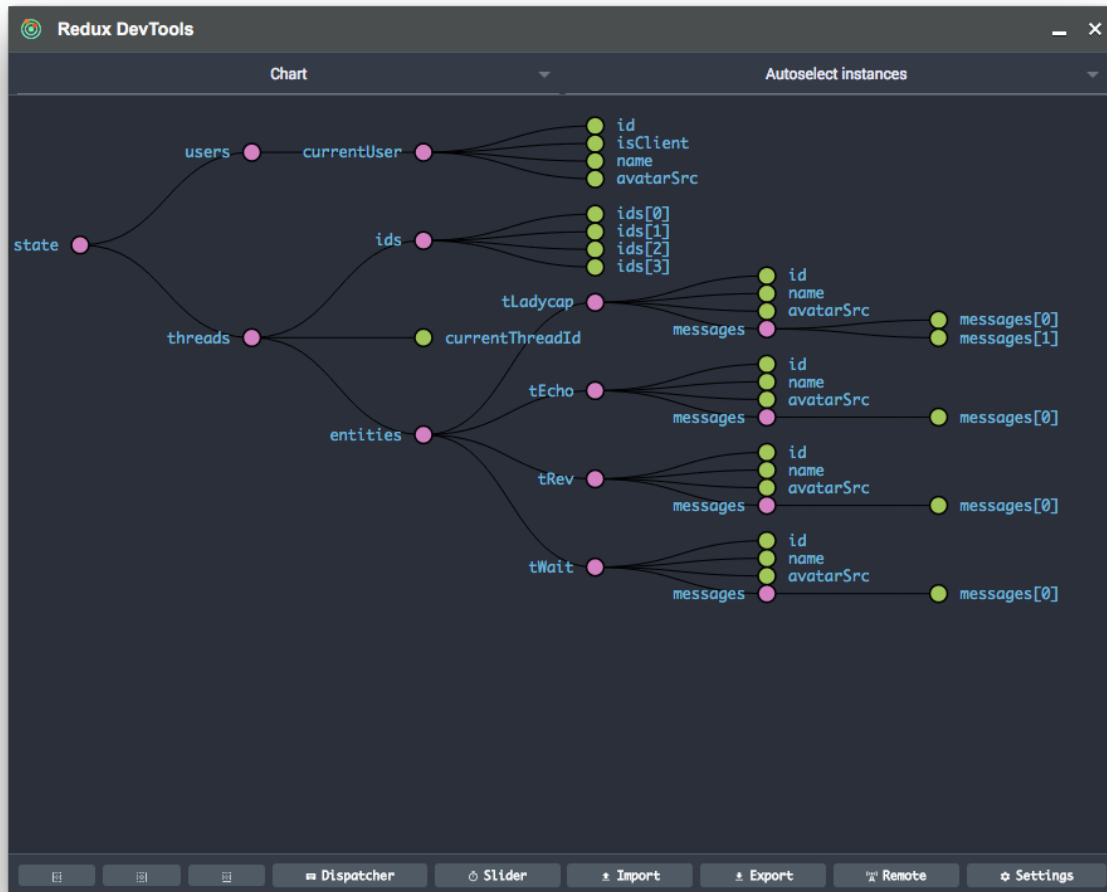 Redux DevTools
Chart
Autoselect instances
state
users
currentUser
id
isClient
name
avatarSrc
threads
ids
ids[0]
ids[1]
ids[2]
ids[3]
currentThreadId
entities
tLadycap
id
name
avatarSrc
messages
messages[0]
messages[1]
tEcho
id
name
avatarSrc
messages
messages[0]
tRev
id
name
avatarSrc
messages
messages[0]
tWait
id
name
avatarSrc
messages
messages[0]
Dispatcher
Slider
Import
Export
Remote
Settings